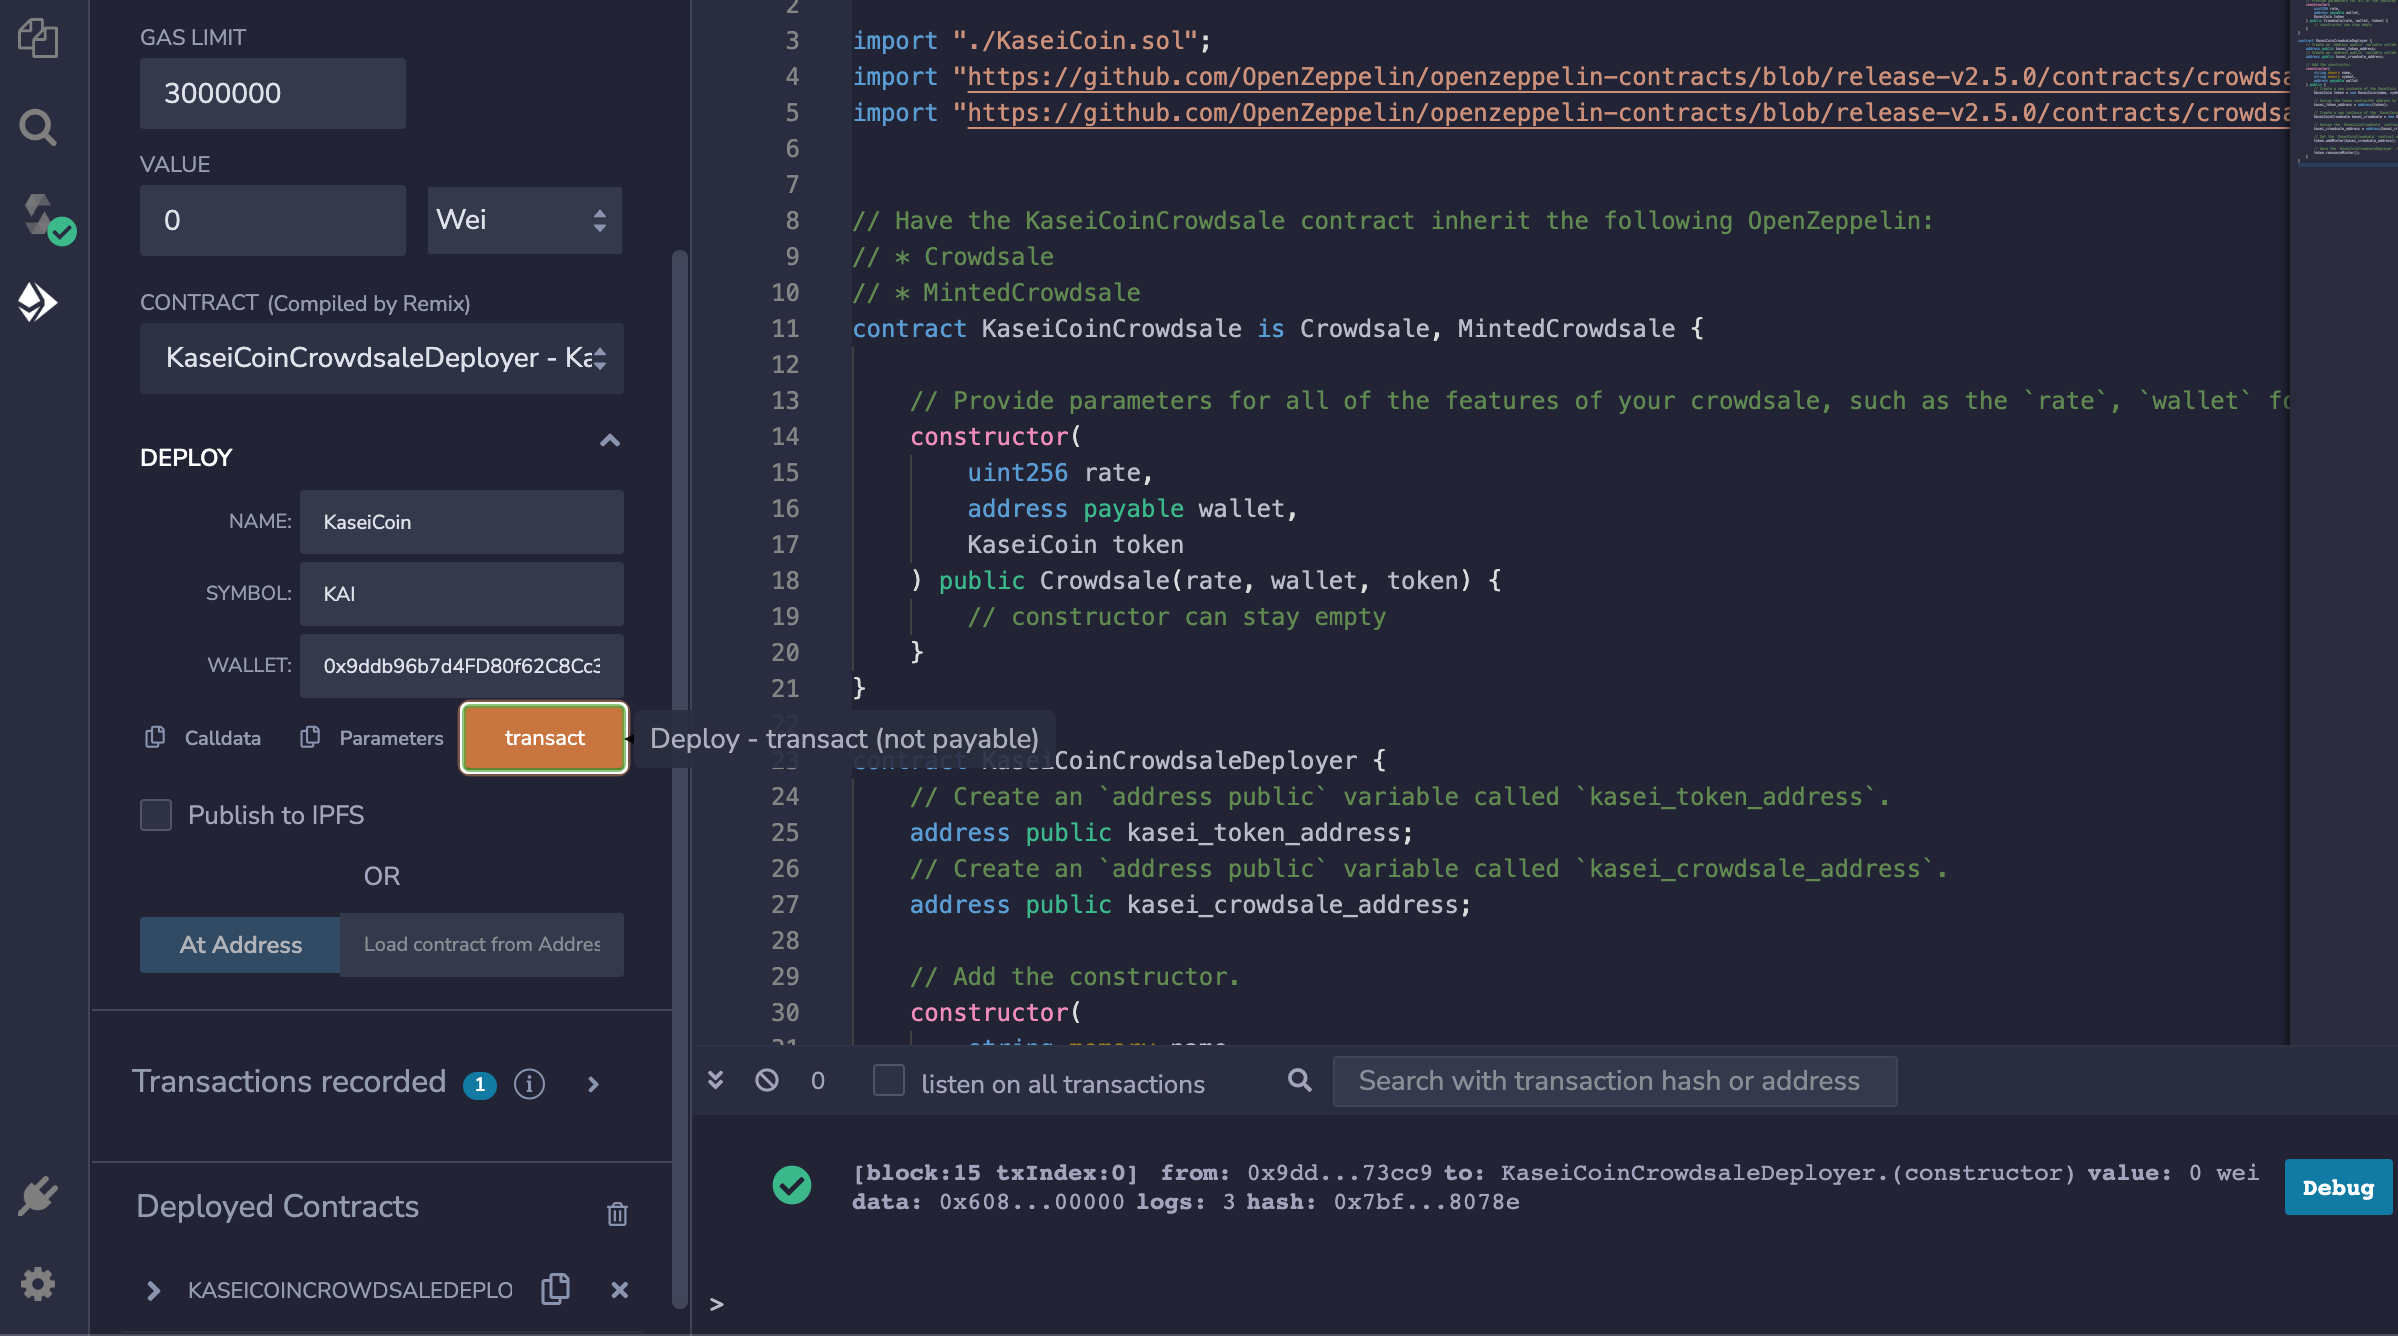 GAS LIMIT
3000000
VALUE
0
Wei
CONTRACT (Compiled by Remix)
KaseiCoinCrowdsaleDeployer - Ka
DEPLOY
NAME: KaseiCoin
SYMBOL: KAI
WALLET: 0x9ddb96b7d4FD80f62C8Cc3
Calldata
Parameters
transact
Deploy - transact (not payable)
Publish to IPFS
OR
At Address
Load contract from Addres
Transactions recorded 1
Deployed Contracts
KASEICOINCROWDSALEDEPLO
2
3 import "./KaseiCoin.sol";
4 import "https://github.com/OpenZeppelin/openzeppelin-contracts/blob/release-v2.5.0/contracts/crowdsa
5 import "https://github.com/OpenZeppelin/openzeppelin-contracts/blob/release-v2.5.0/contracts/crowdsa
6
7
8 // Have the KaseiCoinCrowdsale contract inherit the following OpenZeppelin:
9 // * Crowdsale
10 // * MintedCrowdsale
11 contract KaseiCoinCrowdsale is Crowdsale, MintedCrowdsale {
12
13 // Provide parameters for all of the features of your crowdsale, such as the `rate`, `wallet` fo
14 constructor(
15 uint256 rate,
16 address payable wallet,
17 KaseiCoin token
18 ) public Crowdsale(rate, wallet, token) {
19 // constructor can stay empty
20 }
21 }
22
23 contract KaseiCoinCrowdsaleDeployer {
24 // Create an `address public` variable called `kasei_token_address`.
25 address public kasei_token_address;
26 // Create an `address public` variable called `kasei_crowdsale_address`.
27 address public kasei_crowdsale_address;
28
29 // Add the constructor.
30 constructor(
31 string memory name
0
listen on all transactions
Search with transaction hash or address
[block:15 txIndex:0] from: 0x9dd...73cc9 to: KaseiCoinCrowdsaleDeployer.(constructor) value: 0 wei
data: 0x608...00000 logs: 3 hash: 0x7bf...8078e
Debug
>